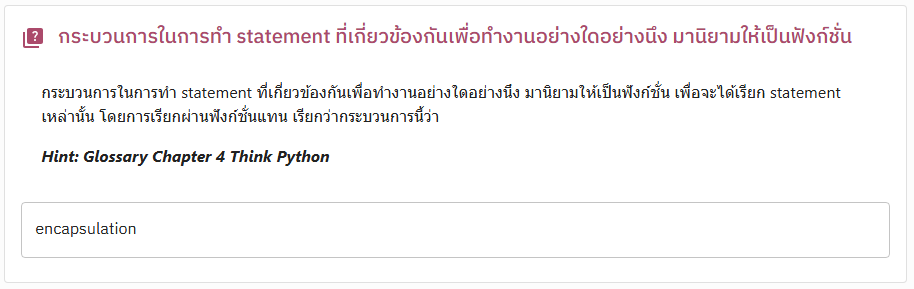 กระบวนการในการทำ statement ที่เกี่ยวข้องกันเพื่อทำงานอย่างใดอย่างนึง มานิยามให้เป็นฟังก์ชั่น
กระบวนการในการทำ statement ที่เกี่ยวข้องกันเพื่อทำงานอย่างใดอย่างนึง มานิยามให้เป็นฟังก์ชั่น เพื่อจะได้เรียก statement
เหล่านั้น โดยการเรียกผ่านฟังก์ชั่นแทน เรียกว่ากระบวนการนี้ว่า
Hint: Glossary Chapter 4 Think Python
encapsulation